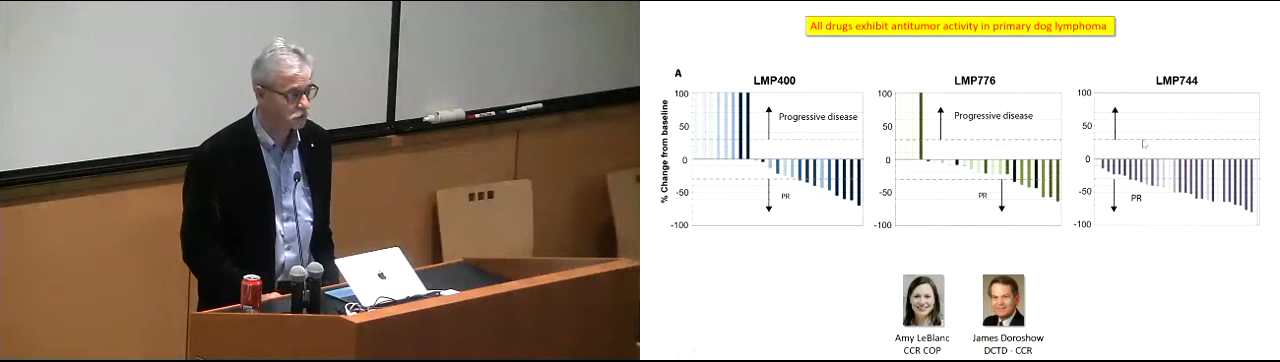 All drugs exhibit antitumor activity in primary dog lymphoma
A
LMP400
LMP776
LMP744
% Change from baseline
100
50
0
-50
-100
Progressive disease
PR
100
50
0
-50
-100
Progressive disease
PR
100
50
0
-50
-100
PR
Amy LeBlanc
CCR COP
James Doroshow
DCTD - CCR